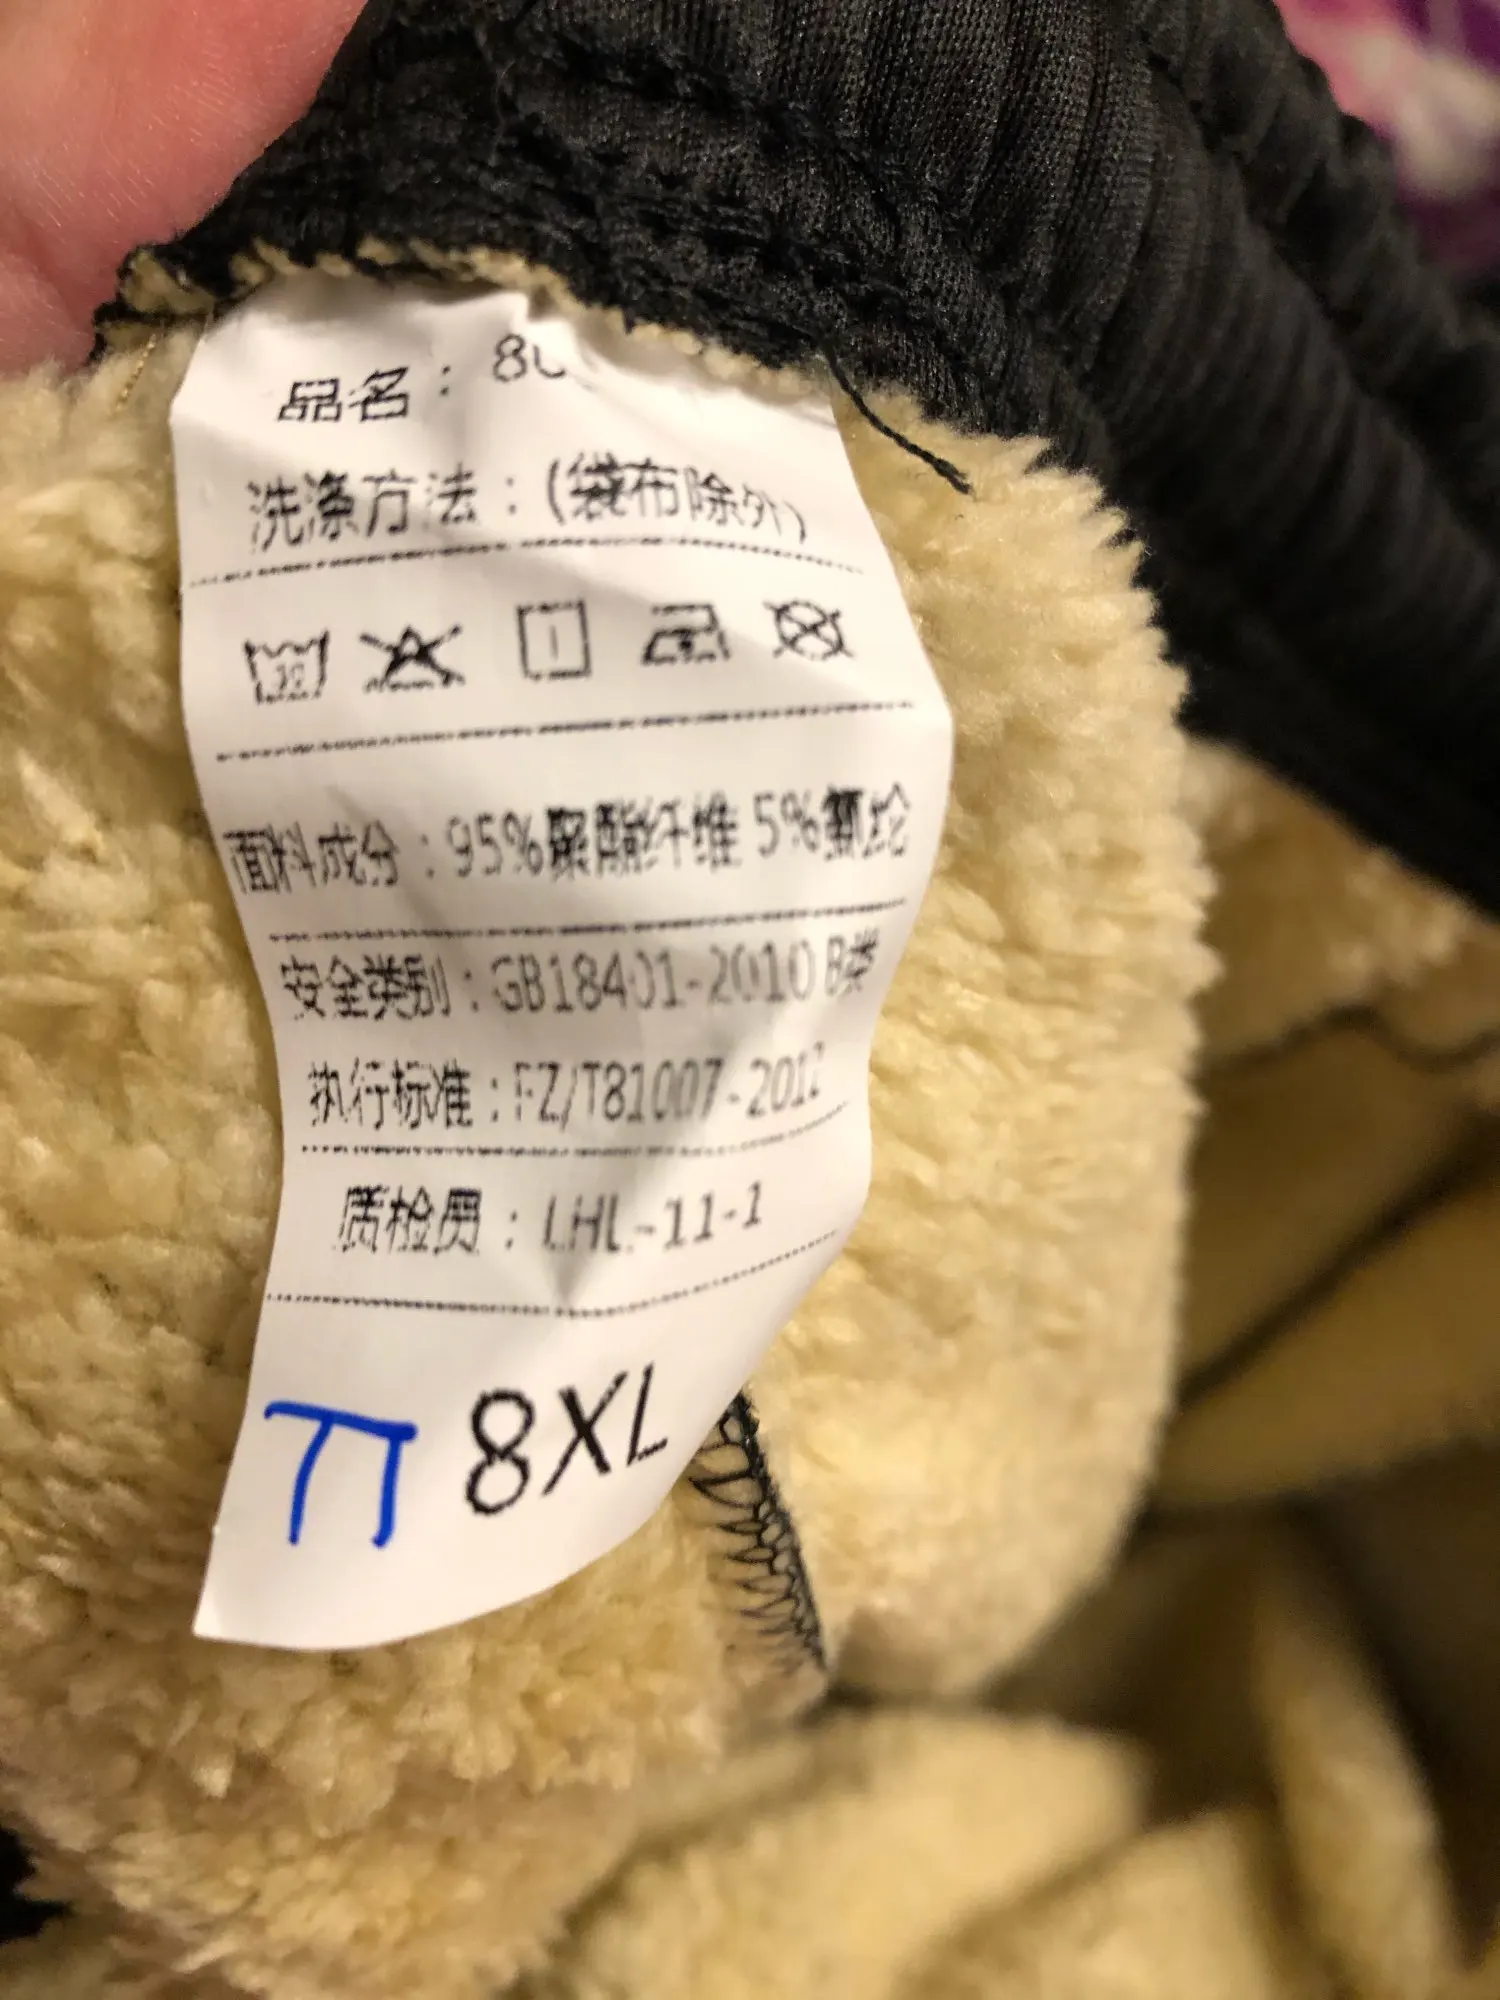 品名：80
洗涤方法：(袋布除外)
30
面料成分：95%聚酯纤维 5%氨纶
安全类别：GB18401-2010 B类
执行标准：FZ/T81007-2012
质检员：LHL-11-1
8XL